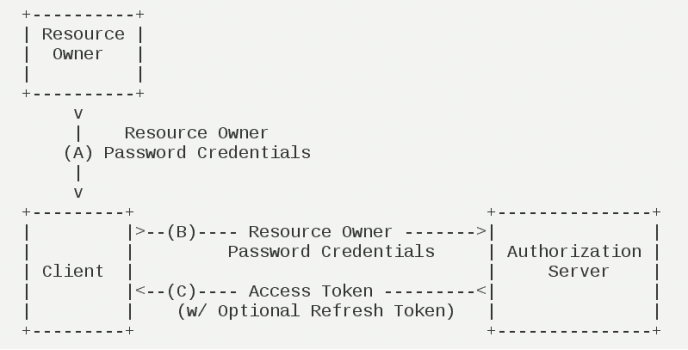 +----------+
| Resource |
|  Owner   |
|          |
+----------+
     v
     |    Resource Owner
    (A) Password Credentials
     |
     v
+---------+                                  +---------------+
|         |>--(B)---- Resource Owner ------->|               |
|         |         Password Credentials     | Authorization |
| Client  |                                  |     Server    |
|         |<--(C)---- Access Token ---------<|               |
|         |    (w/ Optional Refresh Token)   |               |
+---------+                                  +---------------+